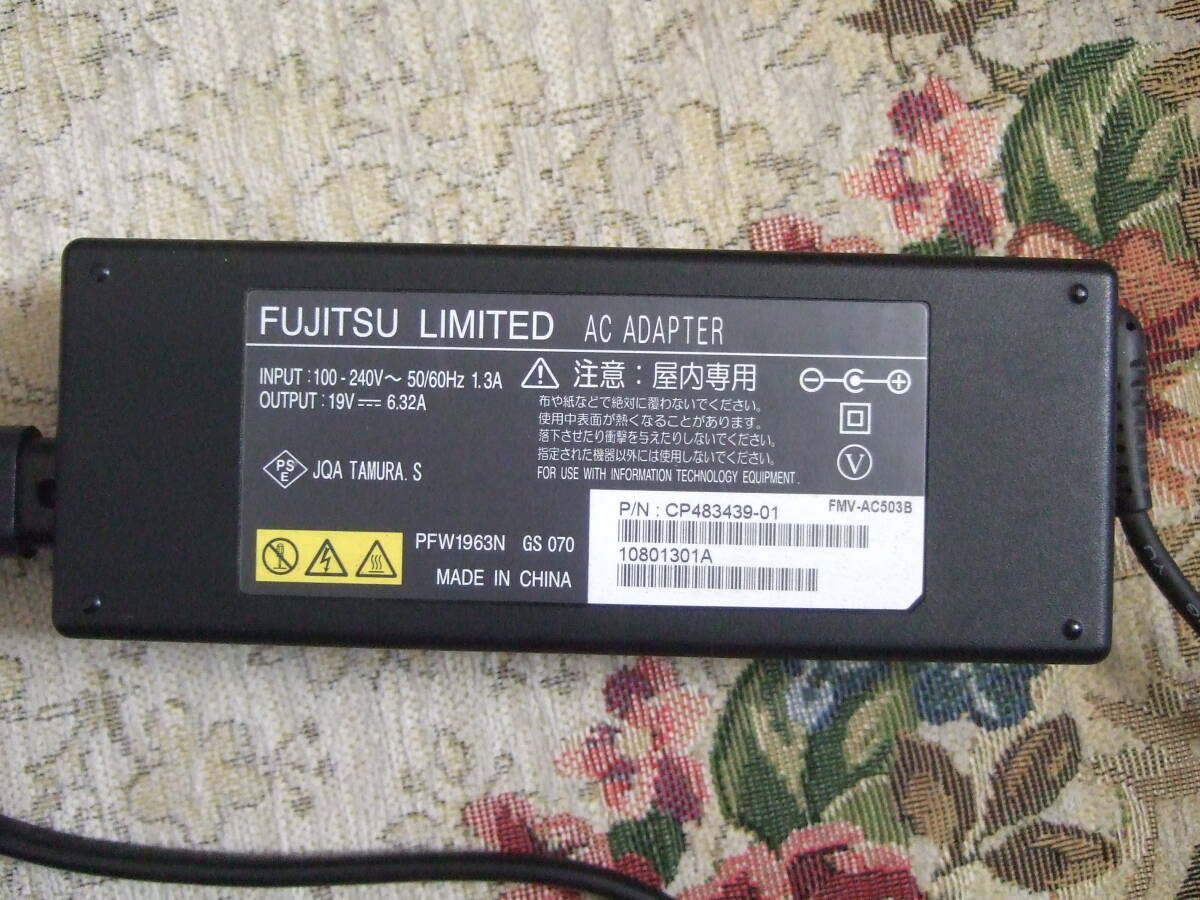 FUJITSU LIMITED AC ADAPTER
INPUT : 100 - 240V～ 50/60Hz 1.3A
OUTPUT : 19V ⎓ 6.32A
注意：屋内専用
布や紙などで絶対に覆わないでください。
使用中表面が熱くなることがあります。
落下させたり衝撃を与えたりしないでください。
指定された機器以外には使用しないでください。
FOR USE WITH INFORMATION TECHNOLOGY EQUIPMENT.
PSE JQA TAMURA. S
V
PFW1963N GS 070
MADE IN CHINA
P/N : CP483439-01 FMV-AC503B
10801301A